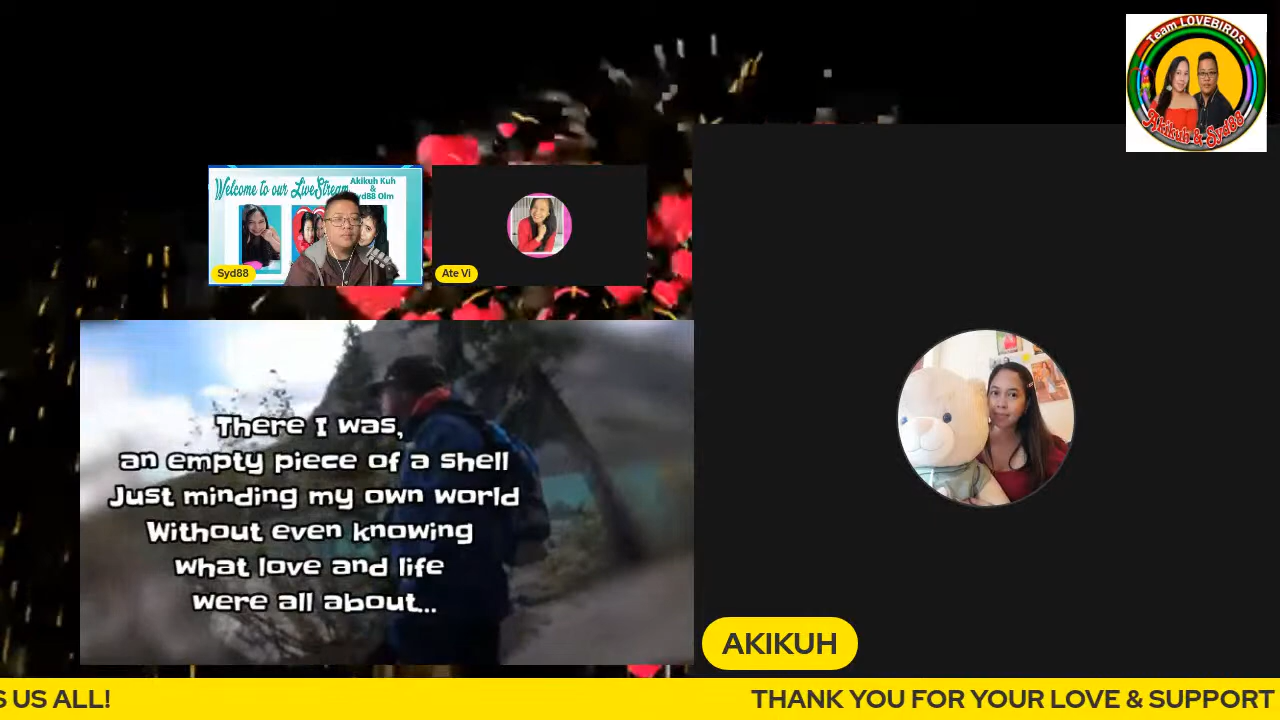 Team LOVEBIRDS
Akikuh & Syd88
Welcome to our LiveStream
Akikuh Kuh
&
Syd88 Olm
Syd88
Ate Vi
There I was,
an empty piece of a shell
Just minding my own world
Without even knowing
what love and life
were all about...
AKIKUH
S US ALL!
THANK YOU FOR YOUR LOVE & SUPPORT